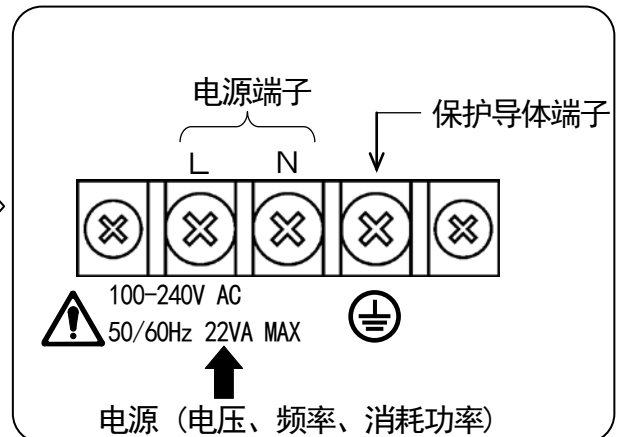 电源端子
保护导体端子
L N
100-240V AC
50/60Hz 22VA MAX
电源（电压、频率、消耗功率）